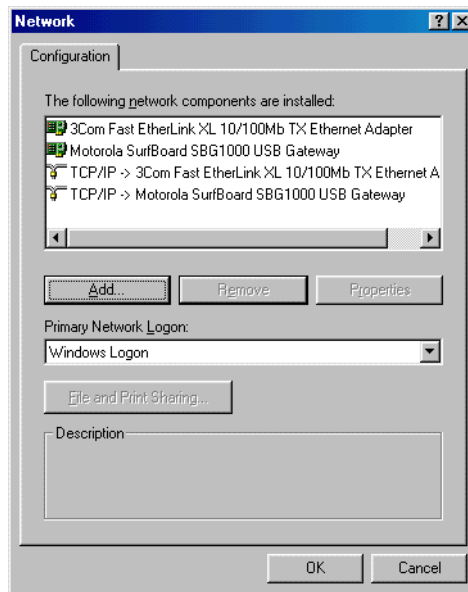 Network
Configuration
The following network components are installed:
3Com Fast EtherLink XL 10/100Mb TX Ethernet Adapter
Motorola SurfBoard SBG1000 USB Gateway
TCP/IP -> 3Com Fast EtherLink XL 10/100Mb TX Ethernet A
TCP/IP -> Motorola SurfBoard SBG1000 USB Gateway
Add... Remove Properties
Primary Network Logon:
Windows Logon
File and Print Sharing...
Description
OK Cancel